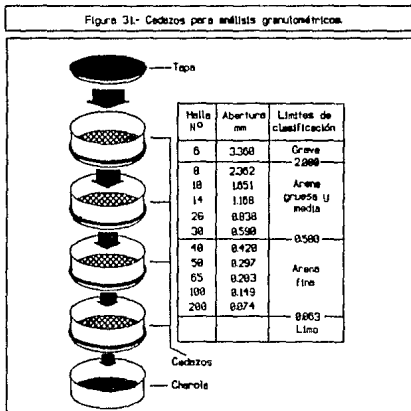 Figura 31.- Cedazos para análisis granulométricos.
Tapa
Malla Nº Abertura mm Límites de clasificación
6 3.360 Grava
2.000
8 2.362
10 1.651 Arena
14 1.168 gruesa y
20 0.838 media
30 0.590
0.500
40 0.420
50 0.297
65 0.203 Arena
100 0.149 fina
200 0.074
0.063
Limo
Cedazos
Charola